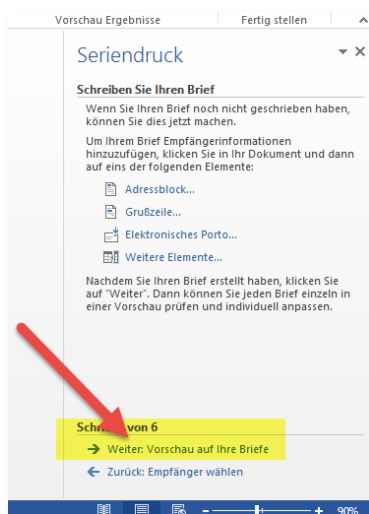 Vorschau Ergebnisse Fertig stellen
Seriendruck
Schreiben Sie Ihren Brief
Wenn Sie Ihren Brief noch nicht geschrieben haben,
können Sie dies jetzt machen.
Um Ihrem Brief Empfängerinformationen
hinzuzufügen, klicken Sie in Ihr Dokument und dann
auf eins der folgenden Elemente:
Adressblock...
Grußzeile...
Elektronisches Porto...
Weitere Elemente...
Nachdem Sie Ihren Brief erstellt haben, klicken Sie
auf "Weiter". Dann können Sie jeden Brief einzeln in
einer Vorschau prüfen und individuell anpassen.
von 6
Weiter: Vorschau auf Ihre Briefe
Zurück: Empfänger wählen
90%